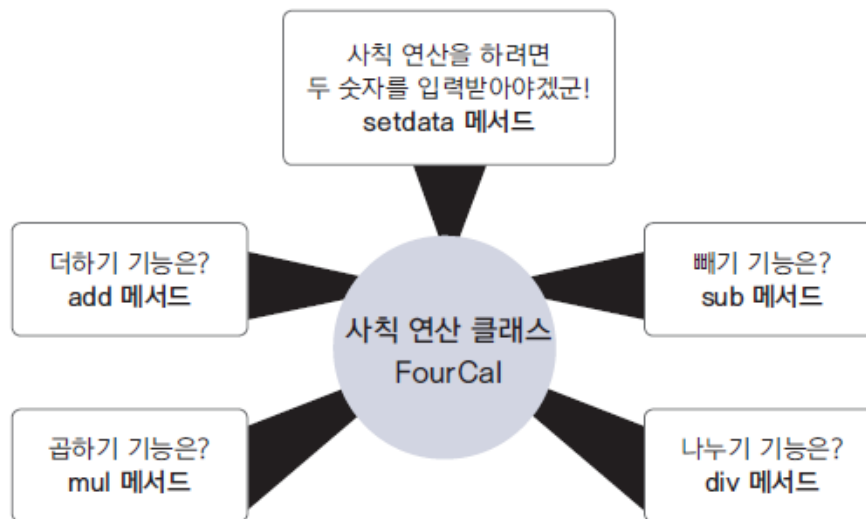 사칙 연산을 하려면
두 숫자를 입력받아야겠군!
setdata 메서드
더하기 기능은?
add 메서드
빼기 기능은?
sub 메서드
사칙 연산 클래스
FourCal
곱하기 기능은?
mul 메서드
나누기 기능은?
div 메서드